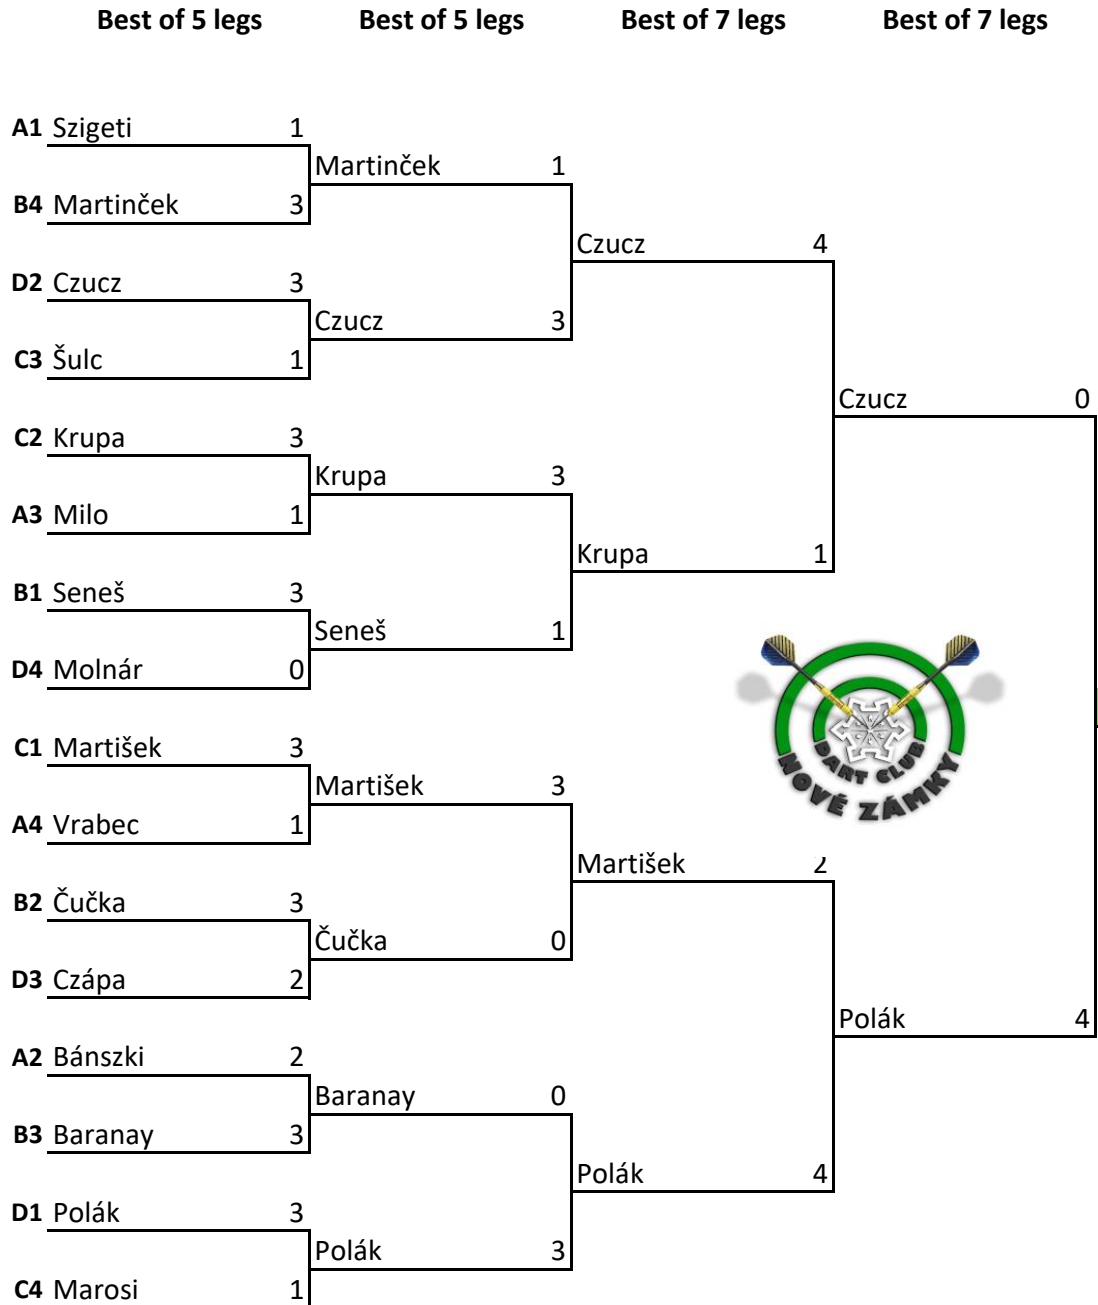 Best of 5 legs Best of 5 legs Best of 7 legs Best of 7 legs
A1 Szigeti 1
Martinček 1
B4 Martinček 3
Czucz 4
D2 Czucz 3
Czucz 3
C3 Šulc 1
Czucz 0
C2 Krupa 3
Krupa 3
A3 Milo 1
Krupa 1
B1 Seneš 3
Seneš 1
D4 Molnár 0
C1 Martišek 3
DART CLUB
NOVÉ ZÁMKY
Martišek 3
A4 Vrabec 1
Martišek 2
B2 Čučka 3
Čučka 0
D3 Czápa 2
Polák 4
A2 Bánszki 2
Baranay 0
B3 Baranay 3
Polák 4
D1 Polák 3
Polák 3
C4 Marosi 1